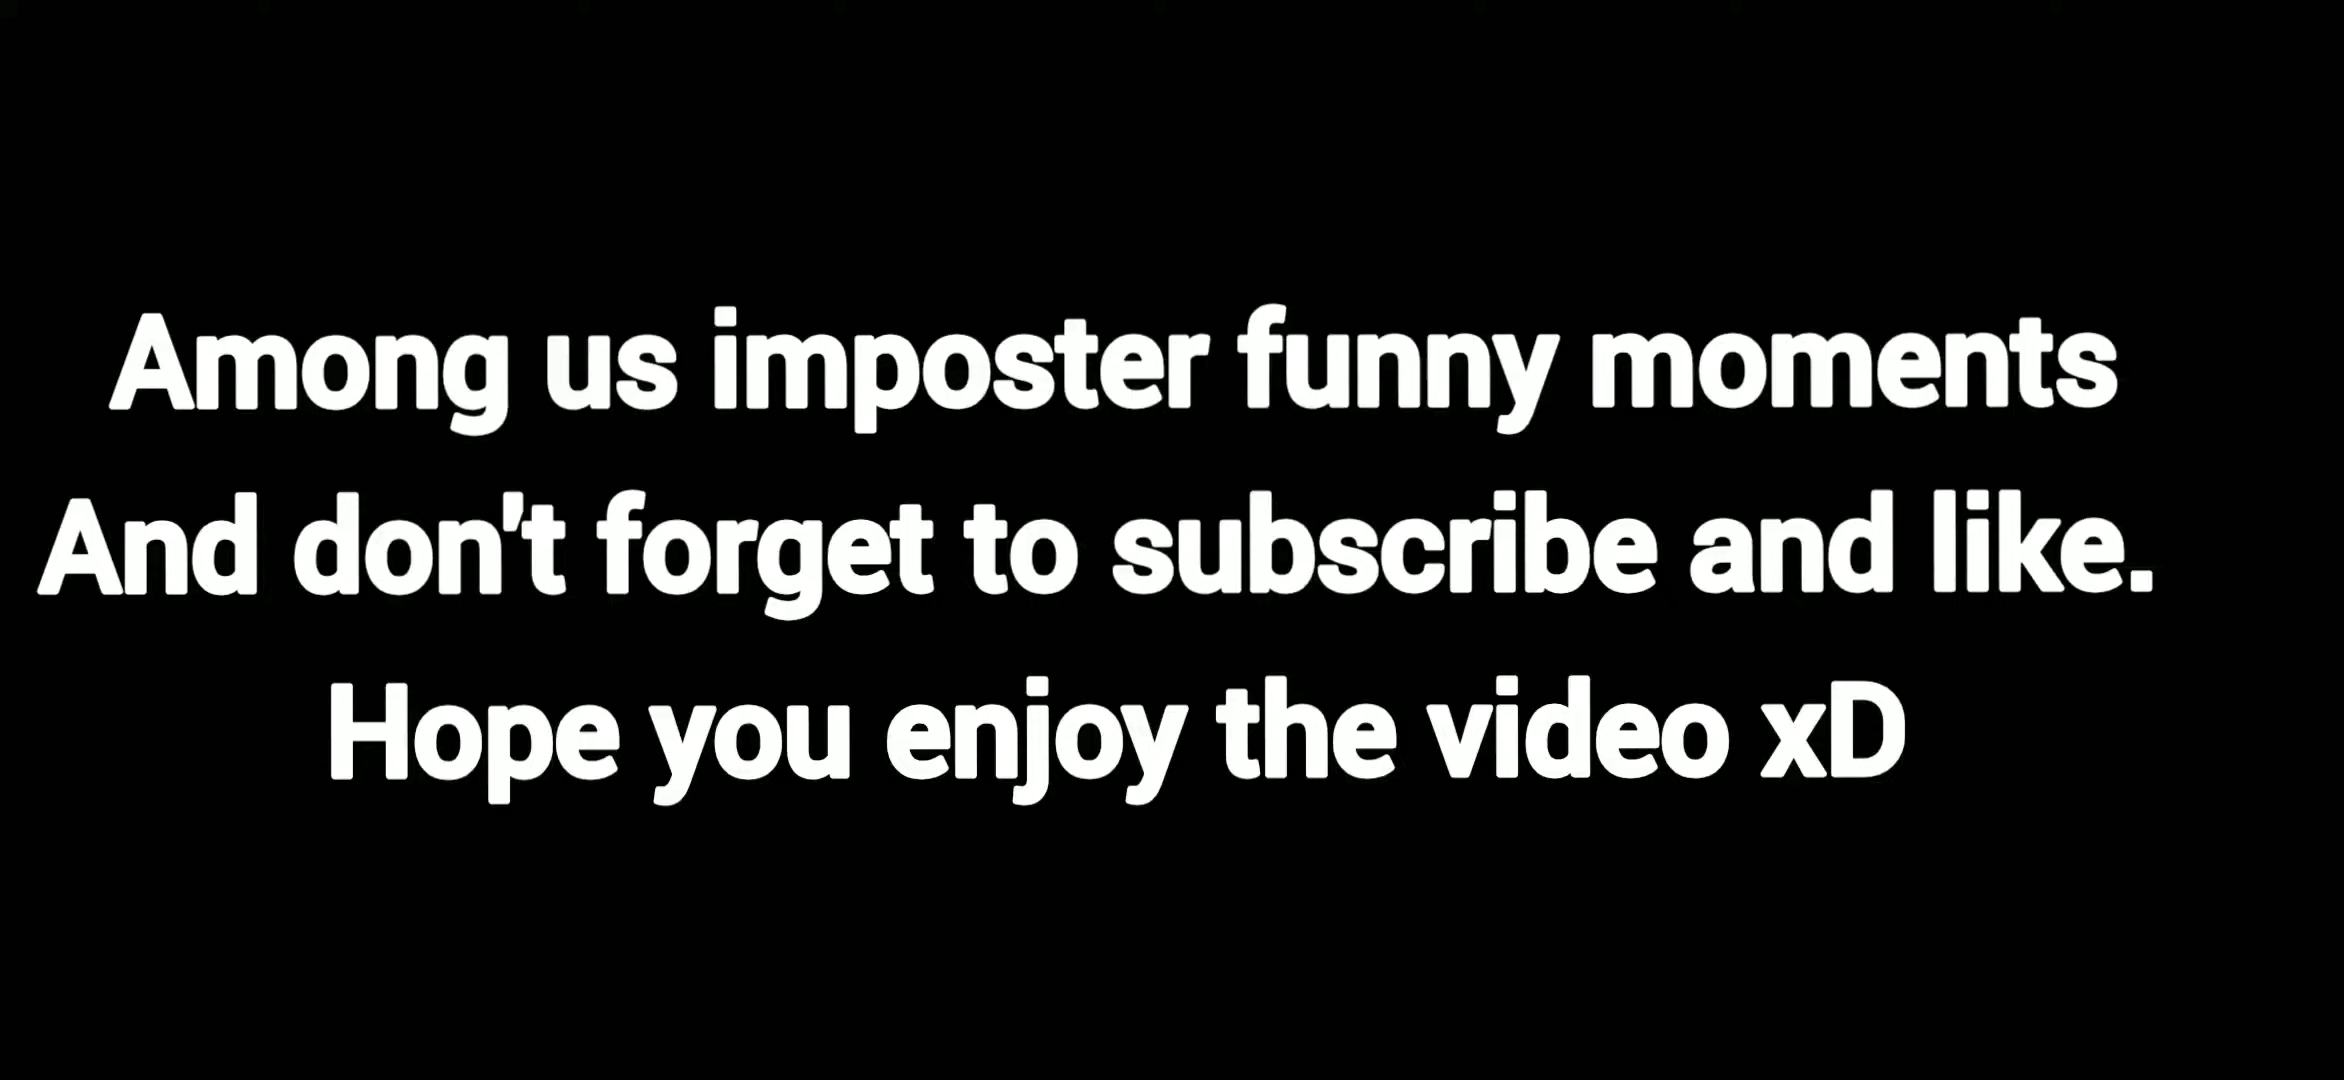 Among us imposter funny moments
And don't forget to subscribe and like.
Hope you enjoy the video xD